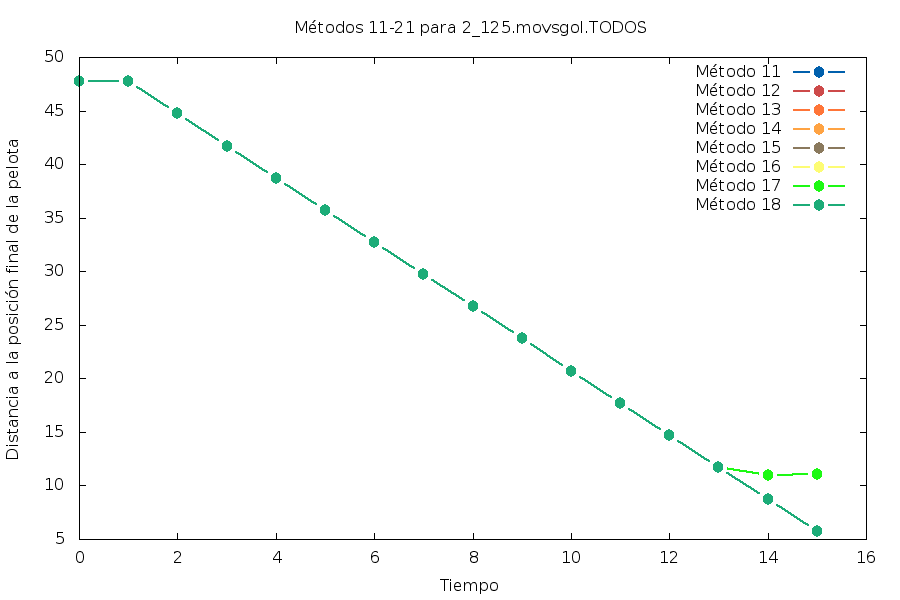 Métodos 11-21 para 2_125.movsgol.TODOS
Distancia a la posición final de la pelota
50
45
40
35
30
25
20
15
10
5
Método 11
Método 12
Método 13
Método 14
Método 15
Método 16
Método 17
Método 18
0 2 4 6 8 10 12 14 16
Tiempo